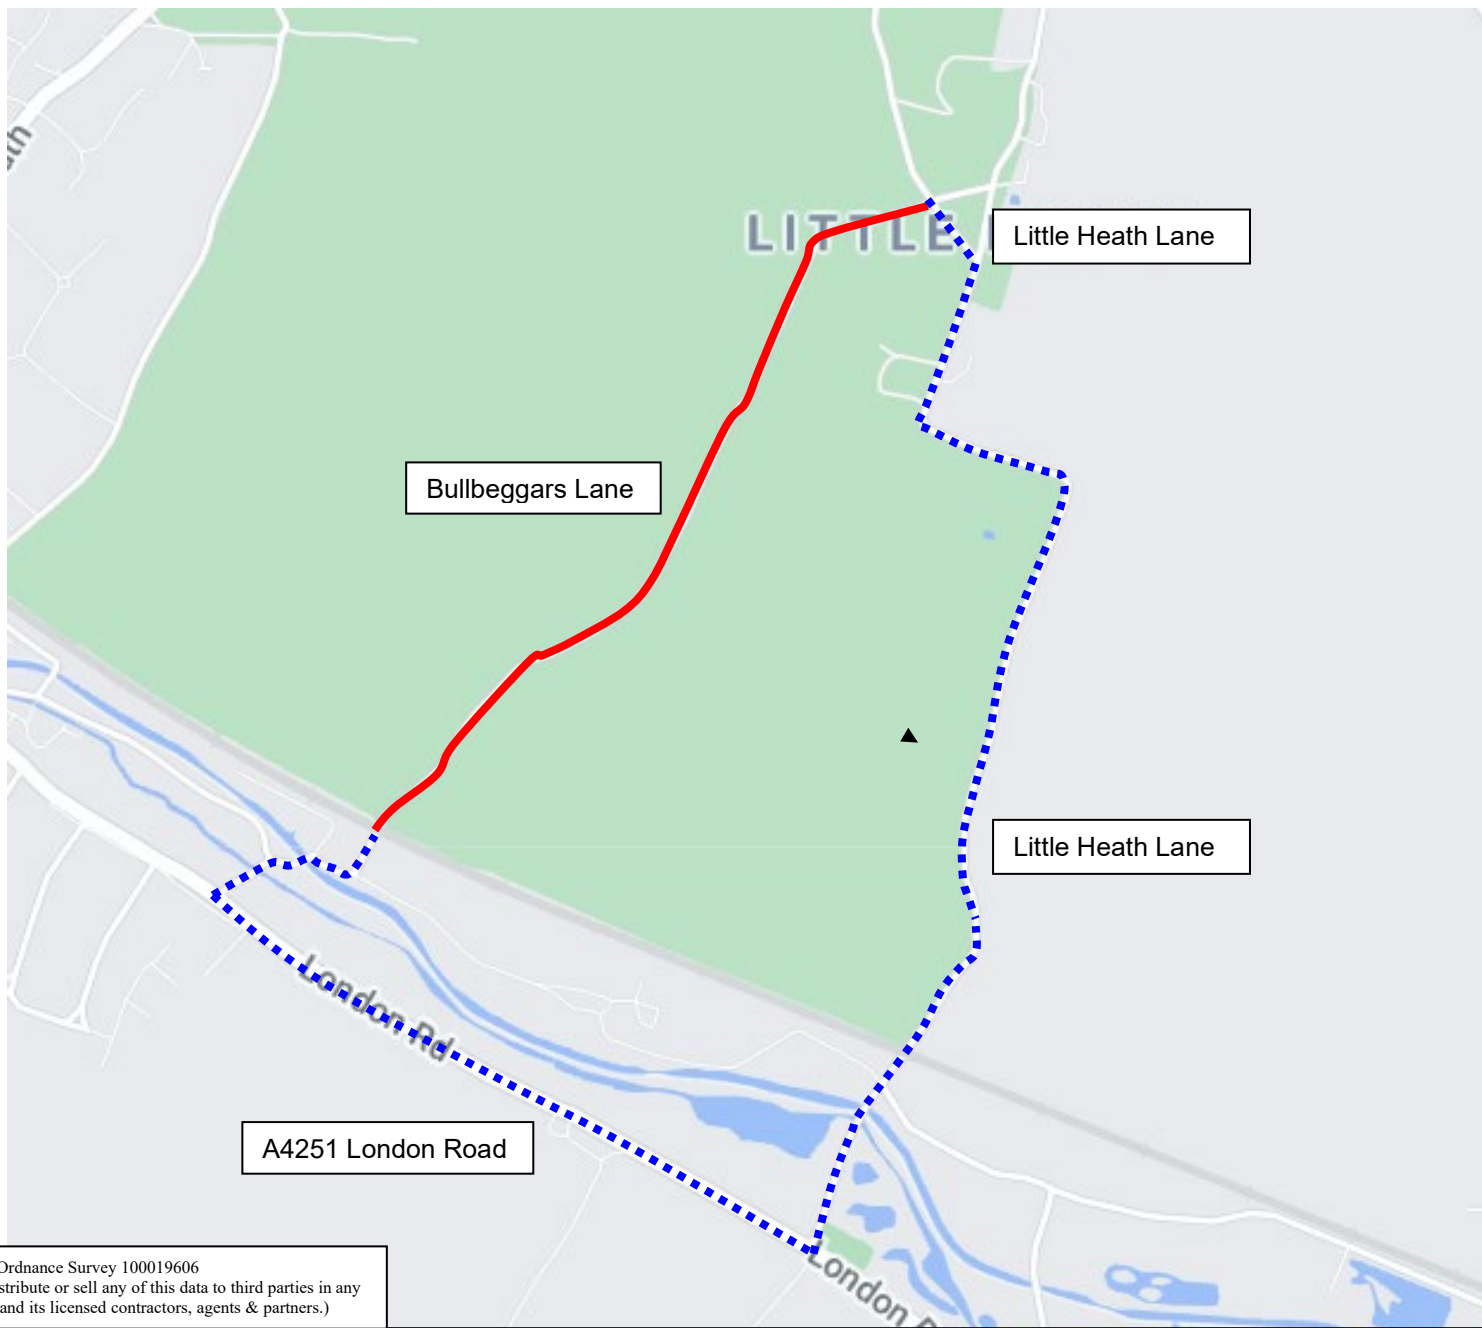 LITTLE
Little Heath Lane
Bullbeggars Lane
Little Heath Lane
London Rd
A4251 London Road
London
Ordnance Survey 100019606
stribute or sell any of this data to third parties in any
and its licensed contractors, agents & partners.)